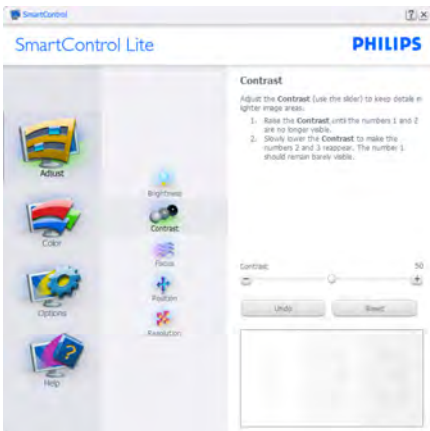 SmartControl
SmartControl Lite
PHILIPS
Adjust
Color
Options
Help
Brightness
Contrast
Focus
Position
Resolution
Contrast
Adjust the Contrast (use the slider) to keep details in
lighter image areas.
1. Raise the Contrast until the numbers 1 and 2
are no longer visible.
2. Slowly lower the Contrast to make the
numbers 2 and 3 reappear. The number 1
should remain barely visible.
Contrast 50
Undo Reset